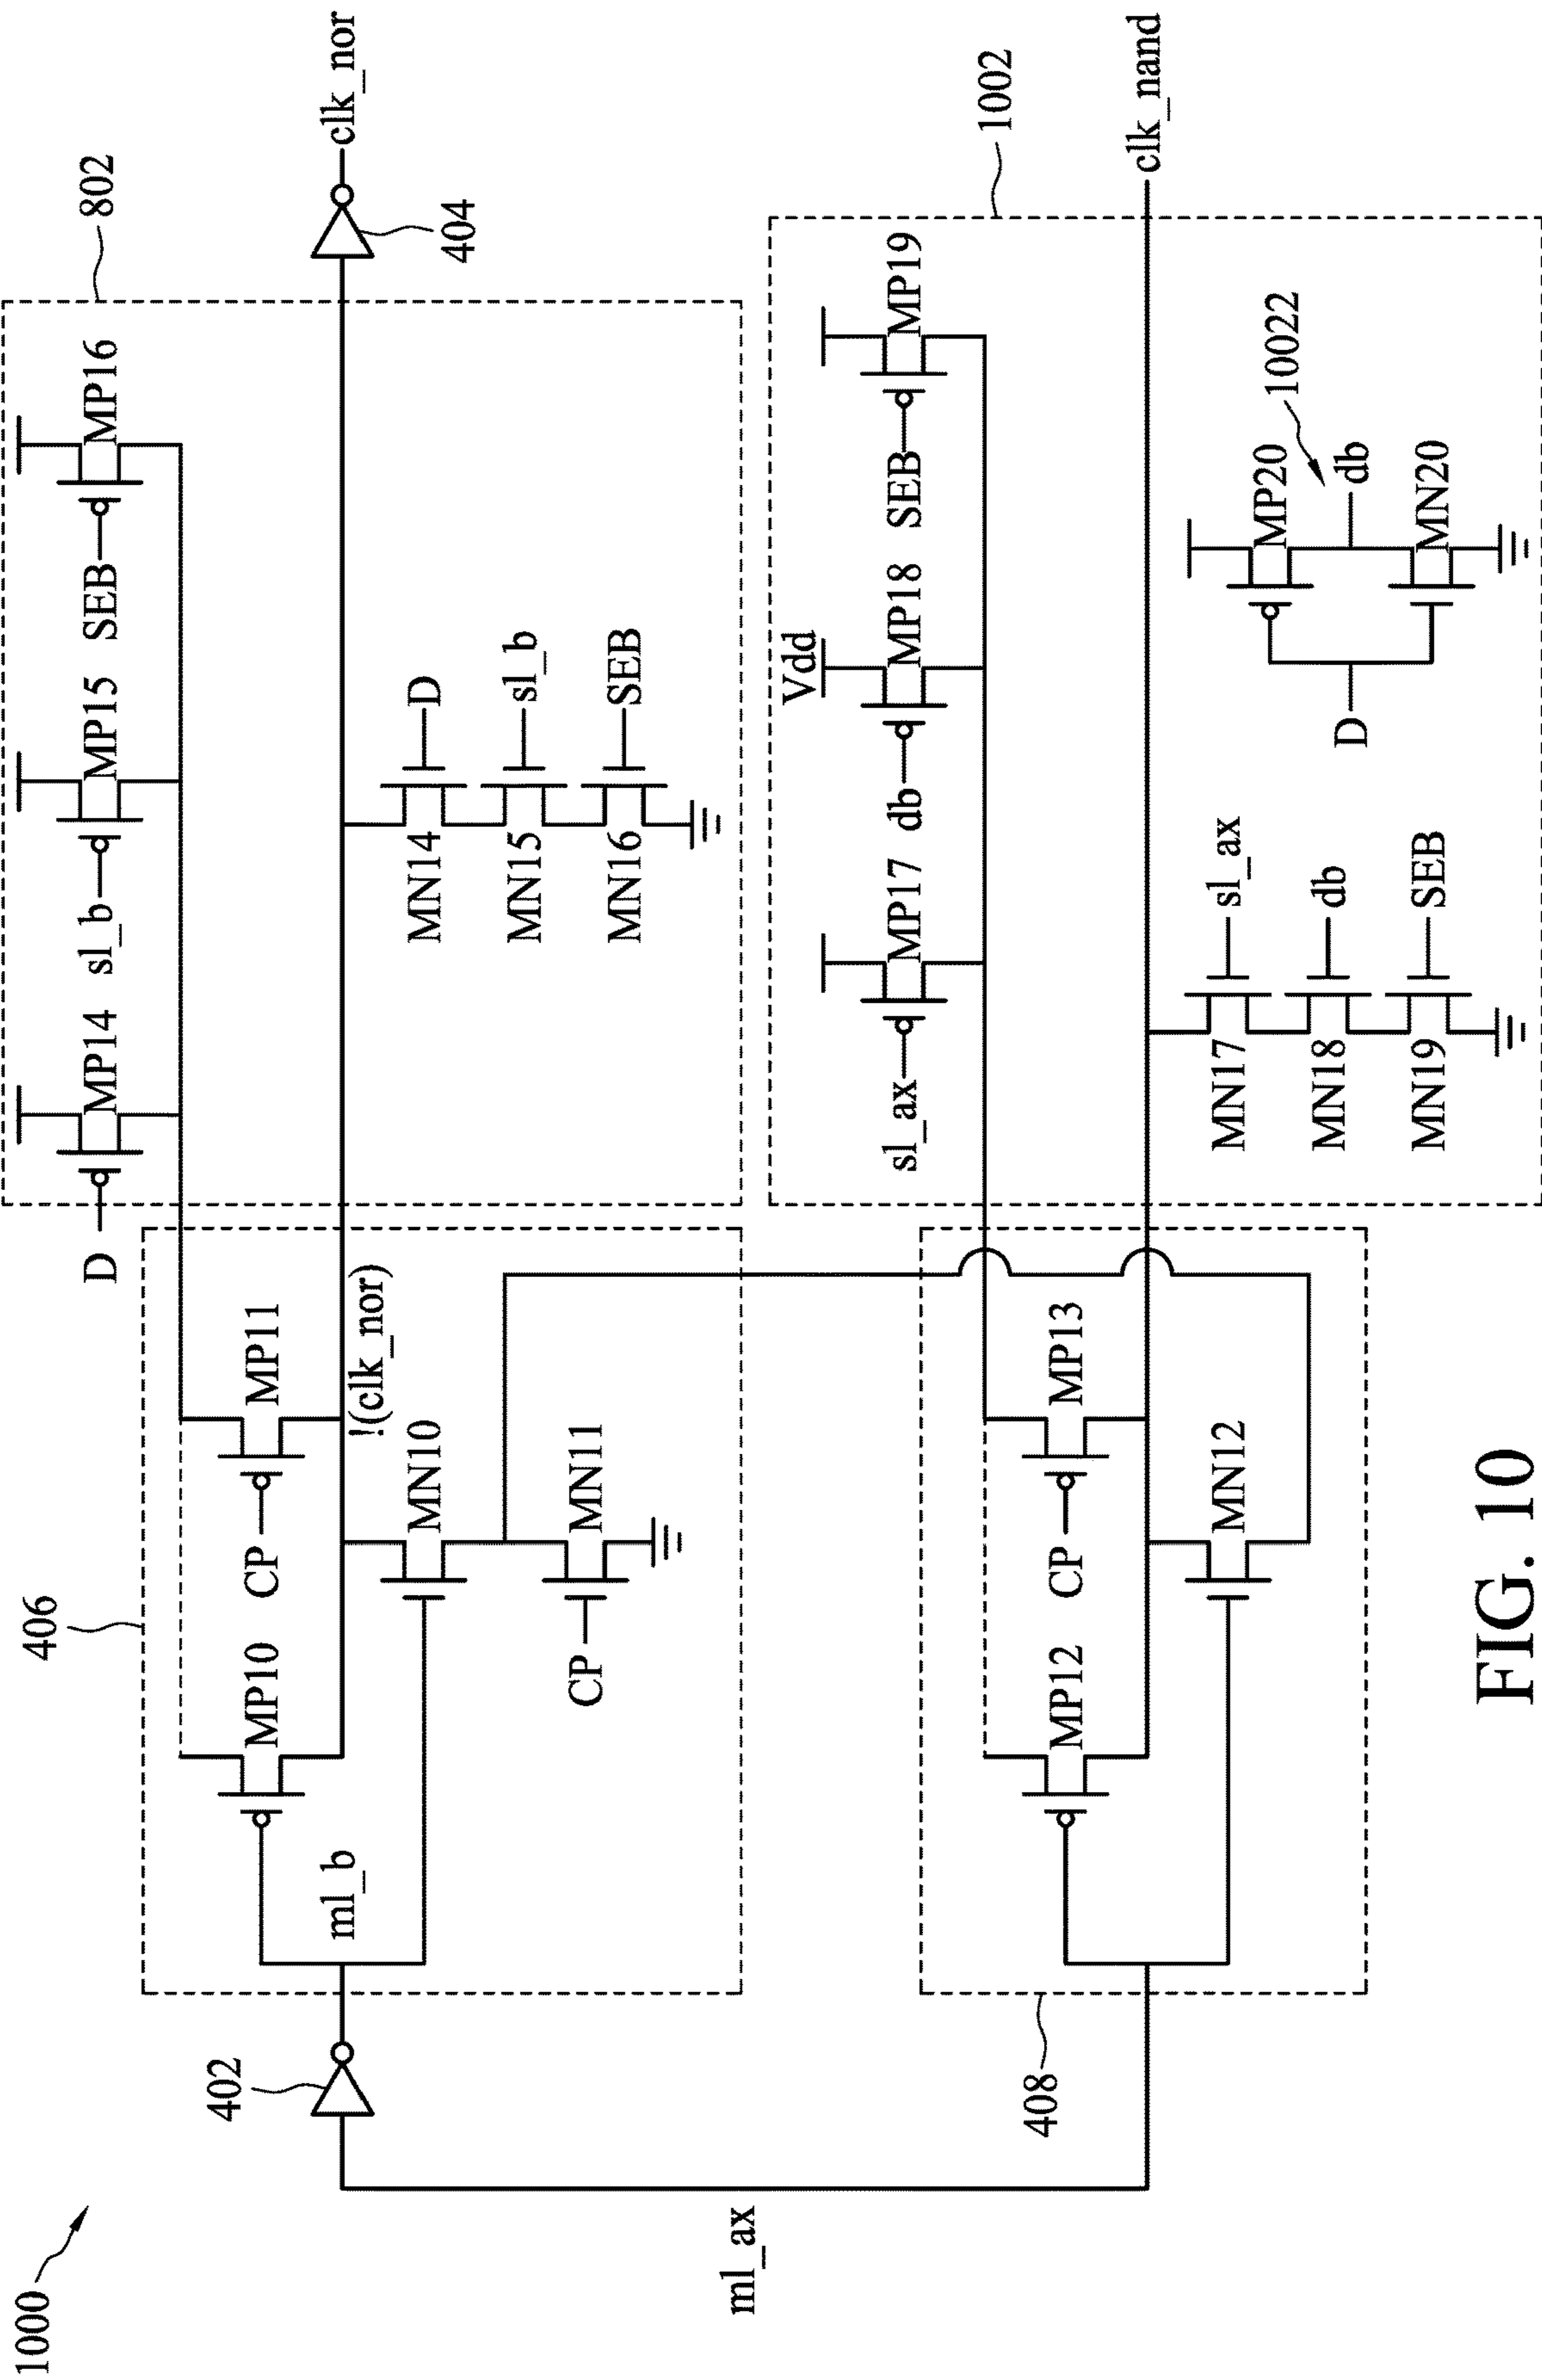 1000
802
MP14
MP15
MP16
D
sl_b
SEB
406
MP10
MP11
CP
!(clk_nor)
404
clk_nor
402
ml_b
MN10
MN14
D
MN15
sl_b
CP
MN11
MN16
SEB
ml_ax
Vdd
1002
MP17
MP18
MP19
sl_ax
db
SEB
408
MP12
MP13
CP
clk_nand
MN12
MN17
sl_ax
MN18
db
MN19
SEB
MP20
10022
D
db
MN20
FIG. 10